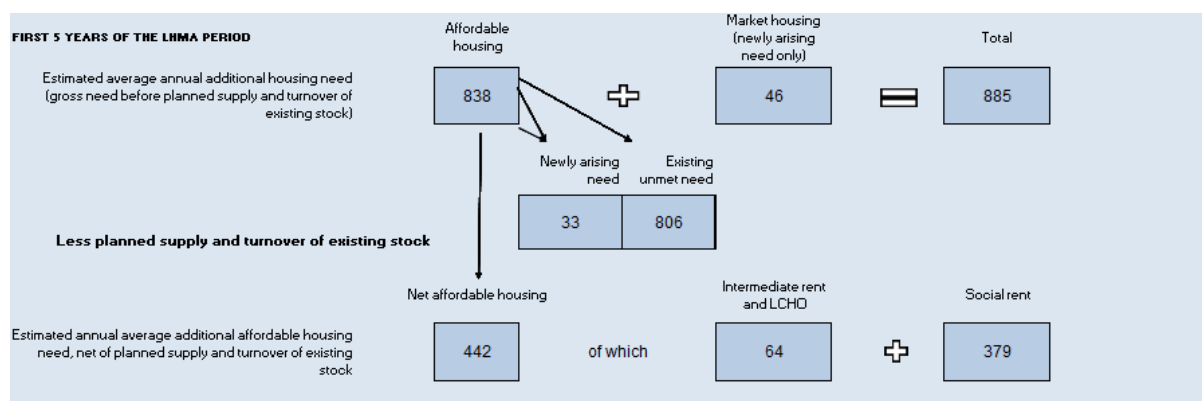 FIRST 5 YEARS OF THE LHMA PERIOD
Affordable
housing
Market housing
(newly arising
need only)
Total
Estimated average annual additional housing need
(gross need before planned supply and turnover of
existing stock)
838
46
885
Newly arising
need
Existing
unmet need
33
806
Less planned supply and turnover of existing stock
Net affordable housing
Intermediate rent
and LCHO
Social rent
Estimated annual average additional affordable housing
need, net of planned supply and turnover of existing
stock
442
of which
64
379